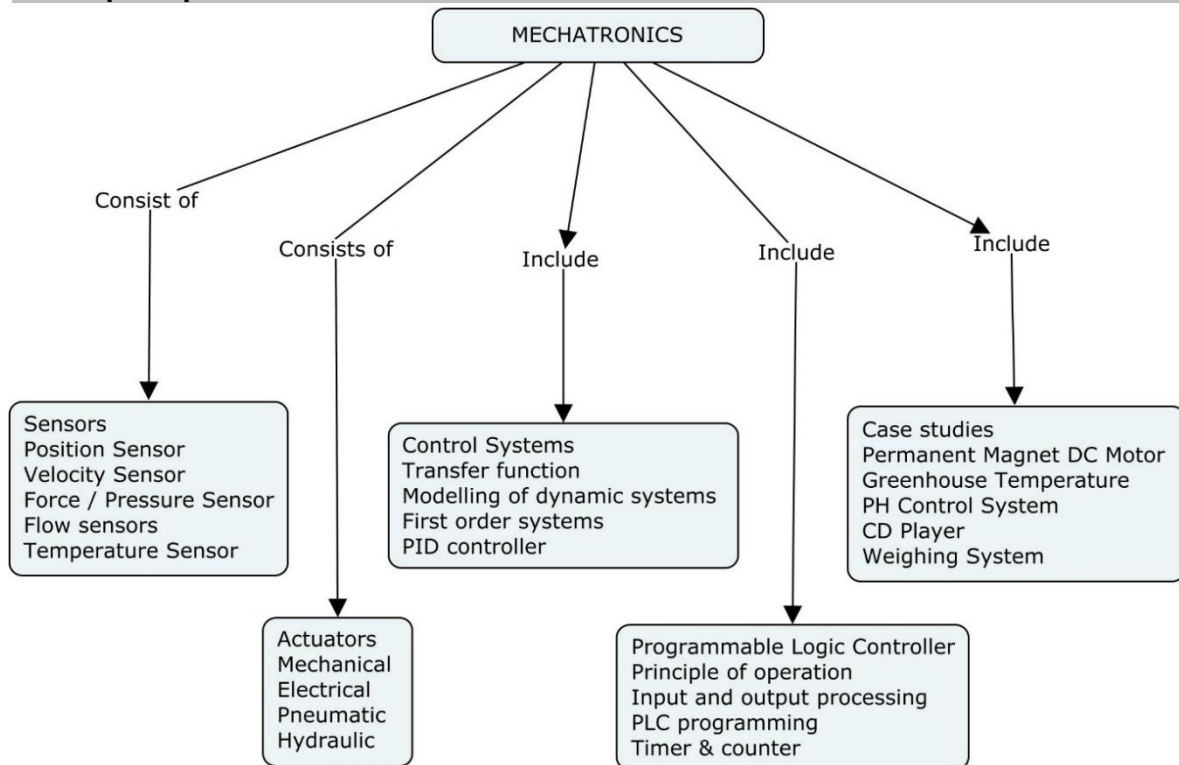 MECHATRONICS
Consist of
Consists of
Include
Include
Include
Sensors
Position Sensor
Velocity Sensor
Force / Pressure Sensor
Flow sensors
Temperature Sensor
Actuators
Mechanical
Electrical
Pneumatic
Hydraulic
Control Systems
Transfer function
Modelling of dynamic systems
First order systems
PID controller
Programmable Logic Controller
Principle of operation
Input and output processing
PLC programming
Timer & counter
Case studies
Permanent Magnet DC Motor
Greenhouse Temperature
PH Control System
CD Player
Weighing System